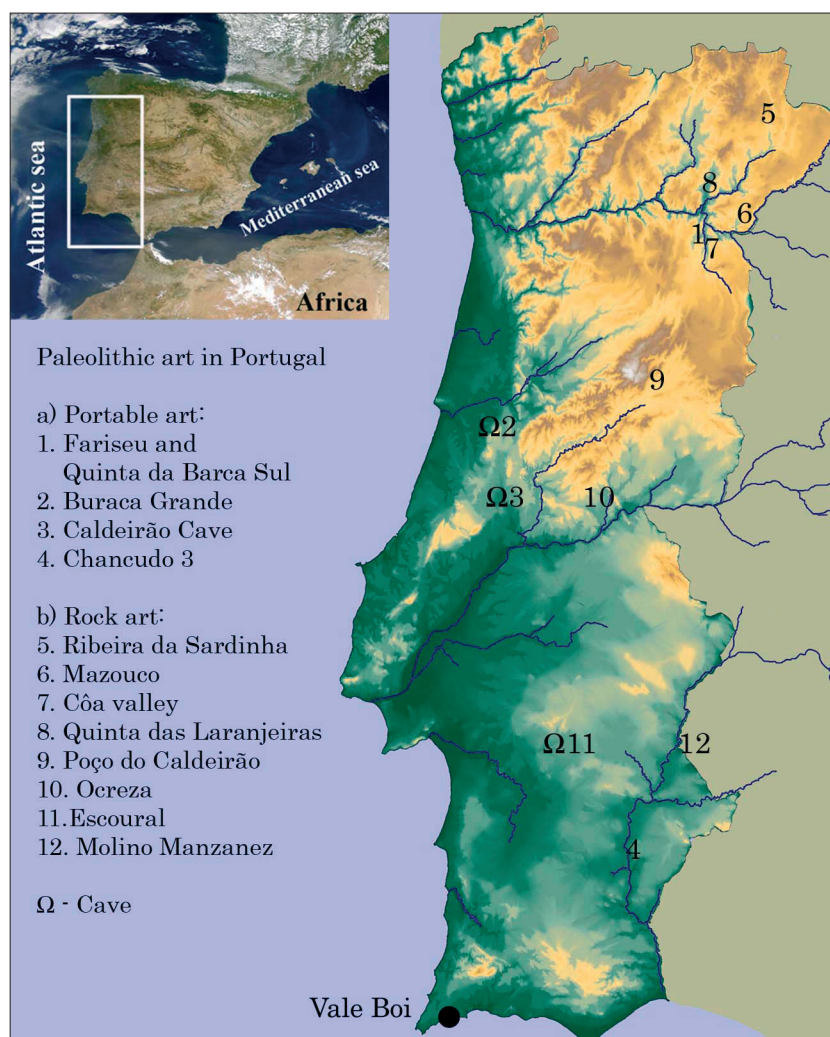 Atlantic sea
Mediterranean sea
Africa
Paleolithic art in Portugal
a) Portable art:
1. Fariseu and
Quinta da Barca Sul
2. Buraca Grande
3. Caldeirão Cave
4. Chancudo 3
b) Rock art:
5. Ribeira da Sardinha
6. Mazouco
7. Côa valley
8. Quinta das Laranjeiras
9. Poço do Caldeirão
10. Ocreza
11.Escoural
12. Molino Manzanez
Ω - Cave
5
8
6
1
7
9
Ω2
Ω3
10
Ω11
12
4
Vale Boi